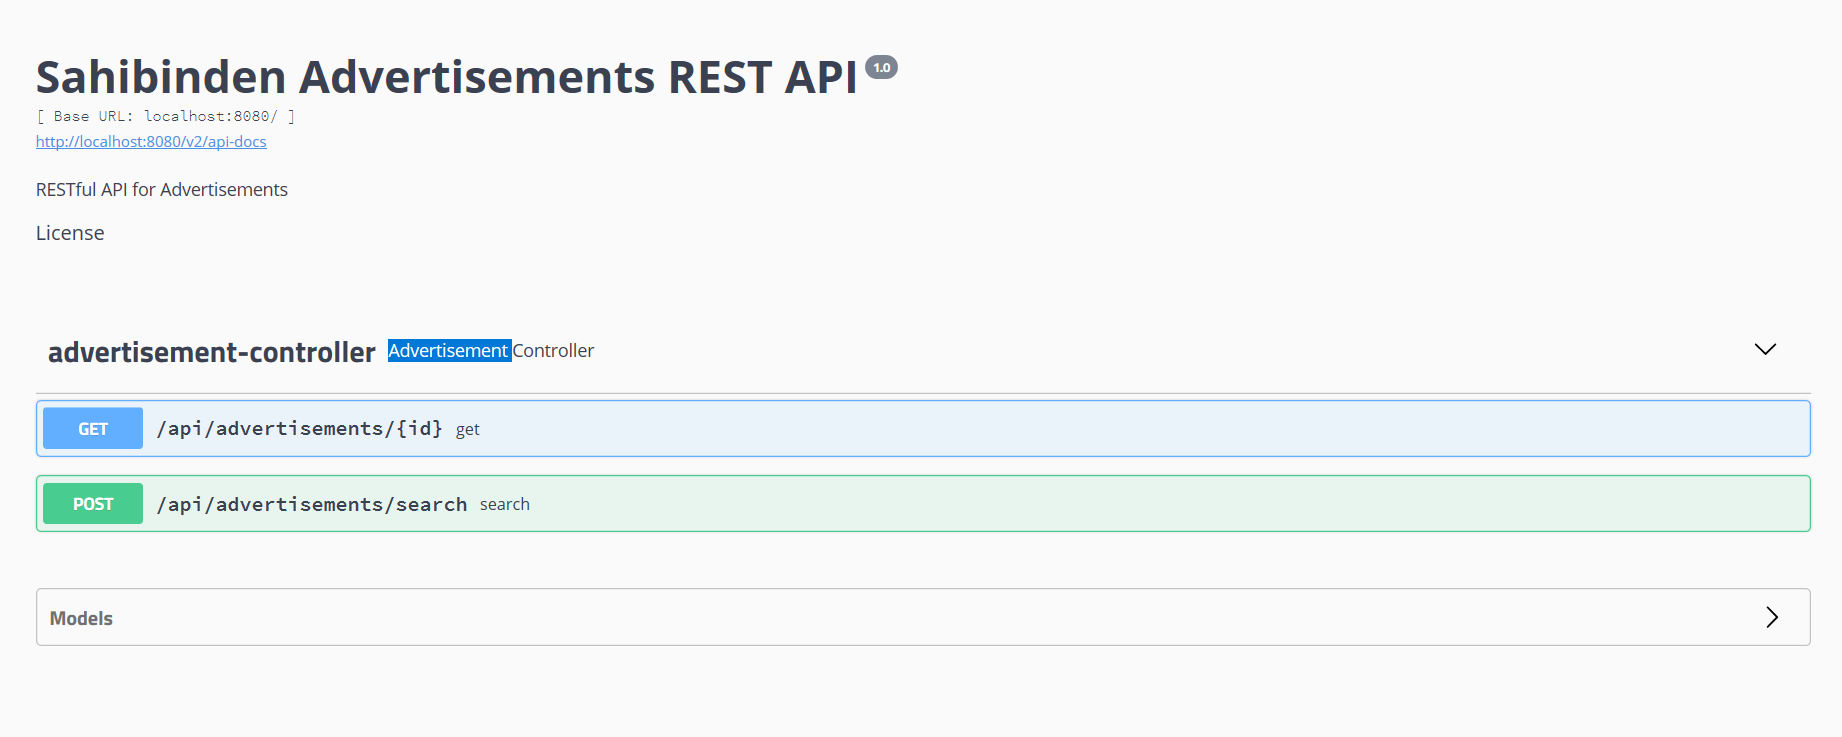 Sahibinden Advertisements REST API 1.0
[ Base URL: localhost:8080/ ]
http://localhost:8080/v2/api-docs
RESTful API for Advertisements
License
advertisement-controller Advertisement Controller
GET /api/advertisements/{id} get
POST /api/advertisements/search search
Models